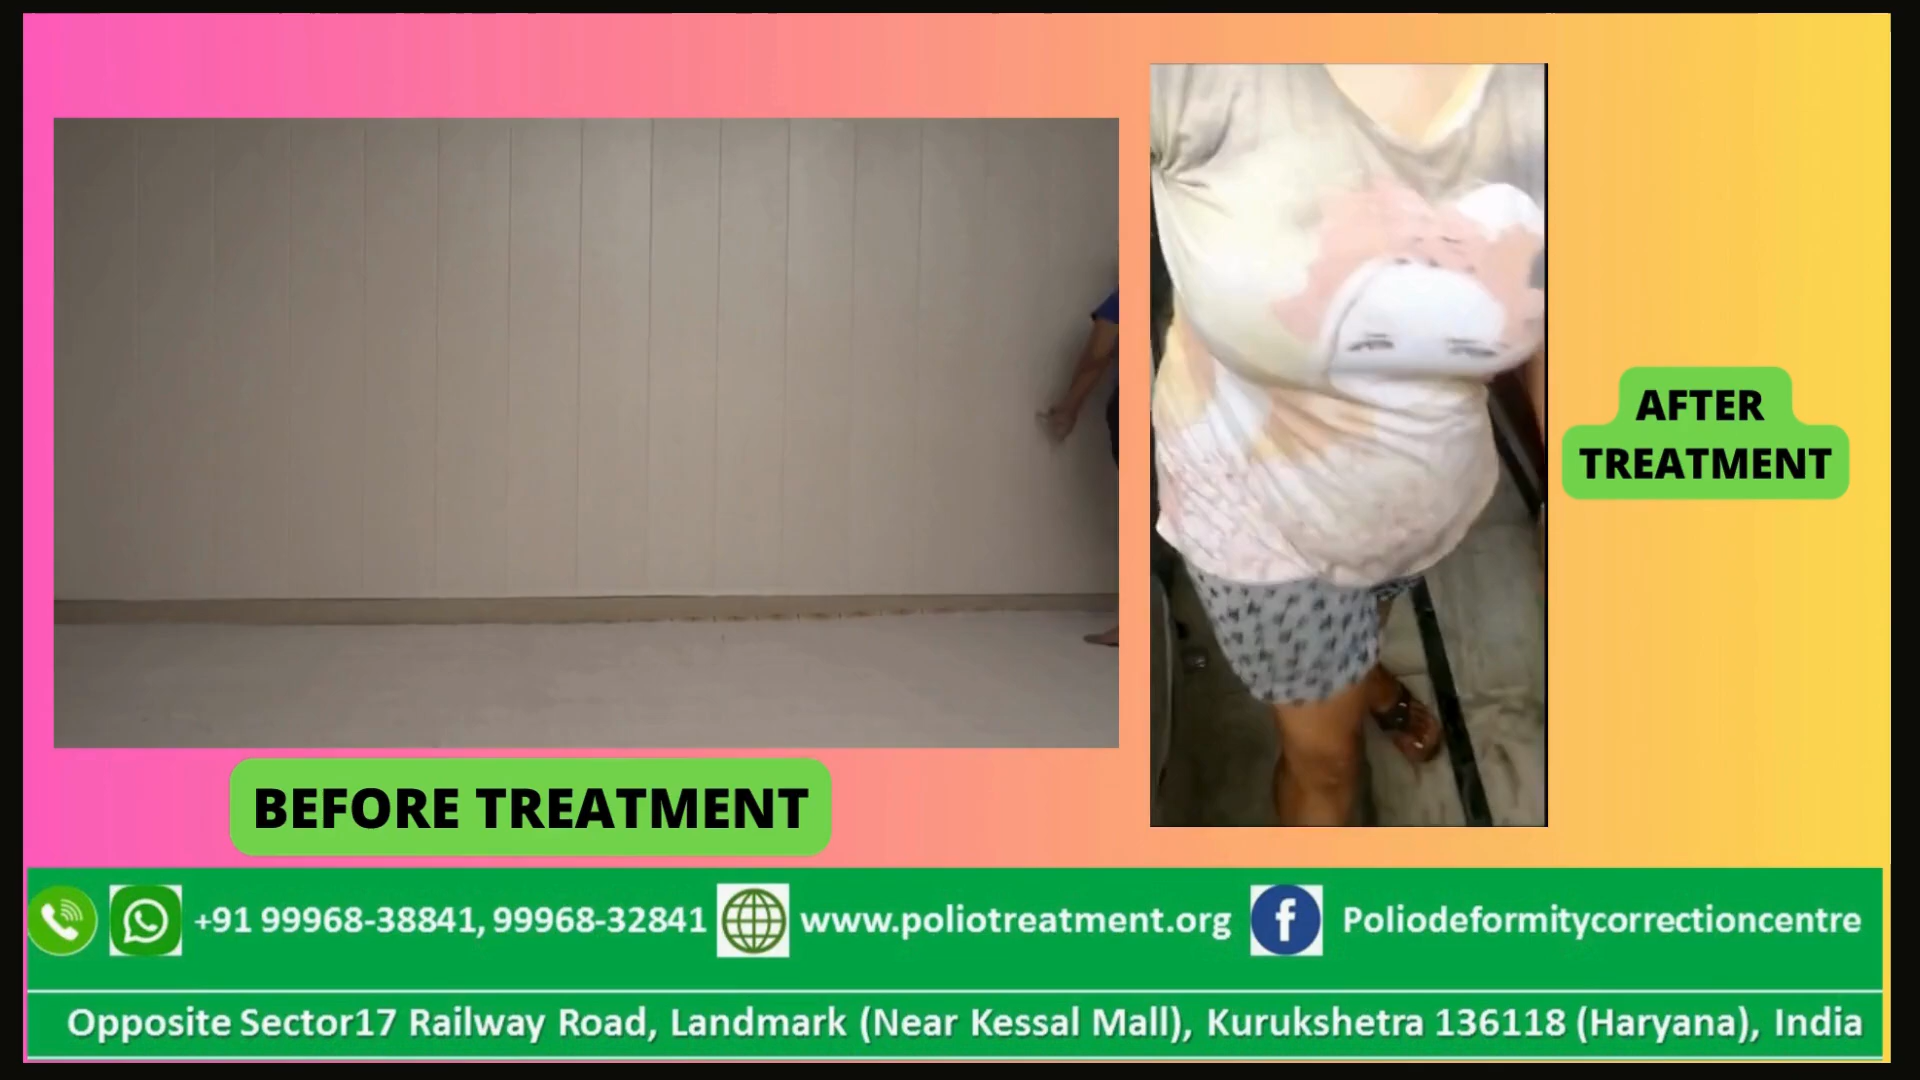 AFTER
TREATMENT
BEFORE TREATMENT
+91 99968-38841, 99968-32841 www.poliotreatment.org f Poliodeformitycorrectioncentre
Opposite Sector17 Railway Road, Landmark (Near Kessal Mall), Kurukshetra 136118 (Haryana), India